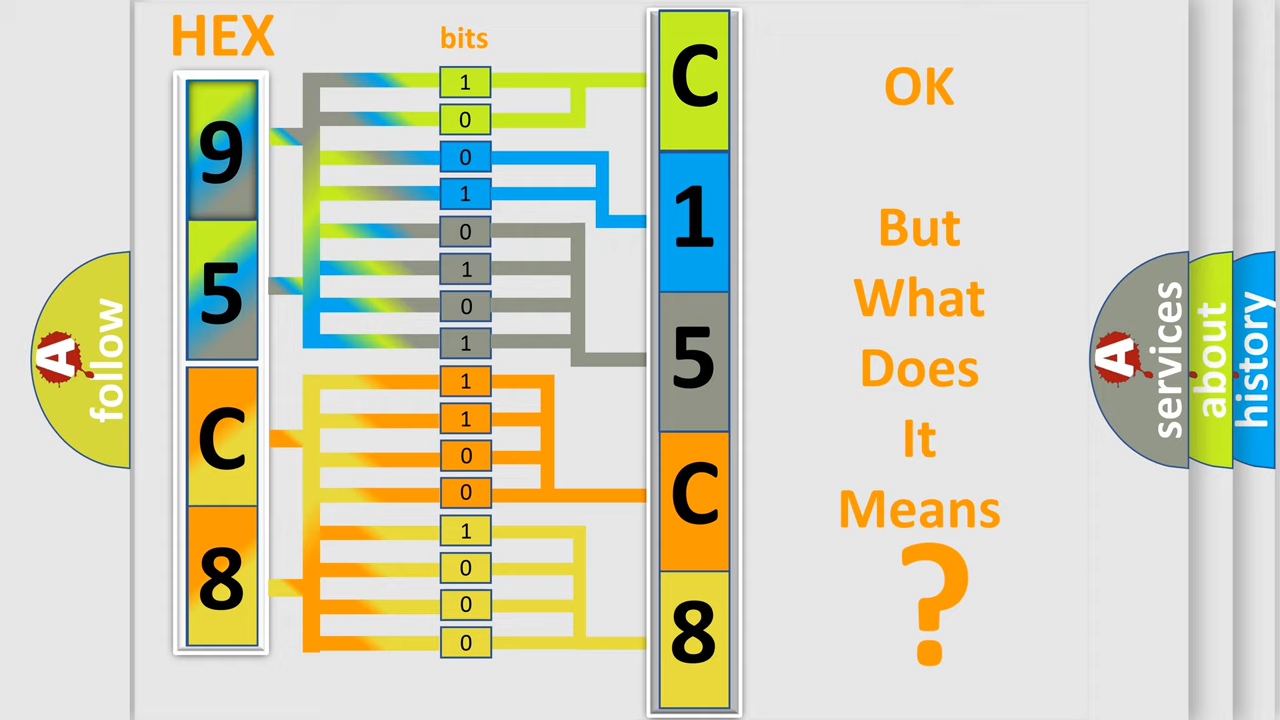 HEX
bits
9
5
C
8
1
0
0
1
0
1
0
1
1
1
0
0
1
0
0
0
C
1
5
C
8
OK
But
What
Does
It
Means
?
A
follow
A
services
about
history